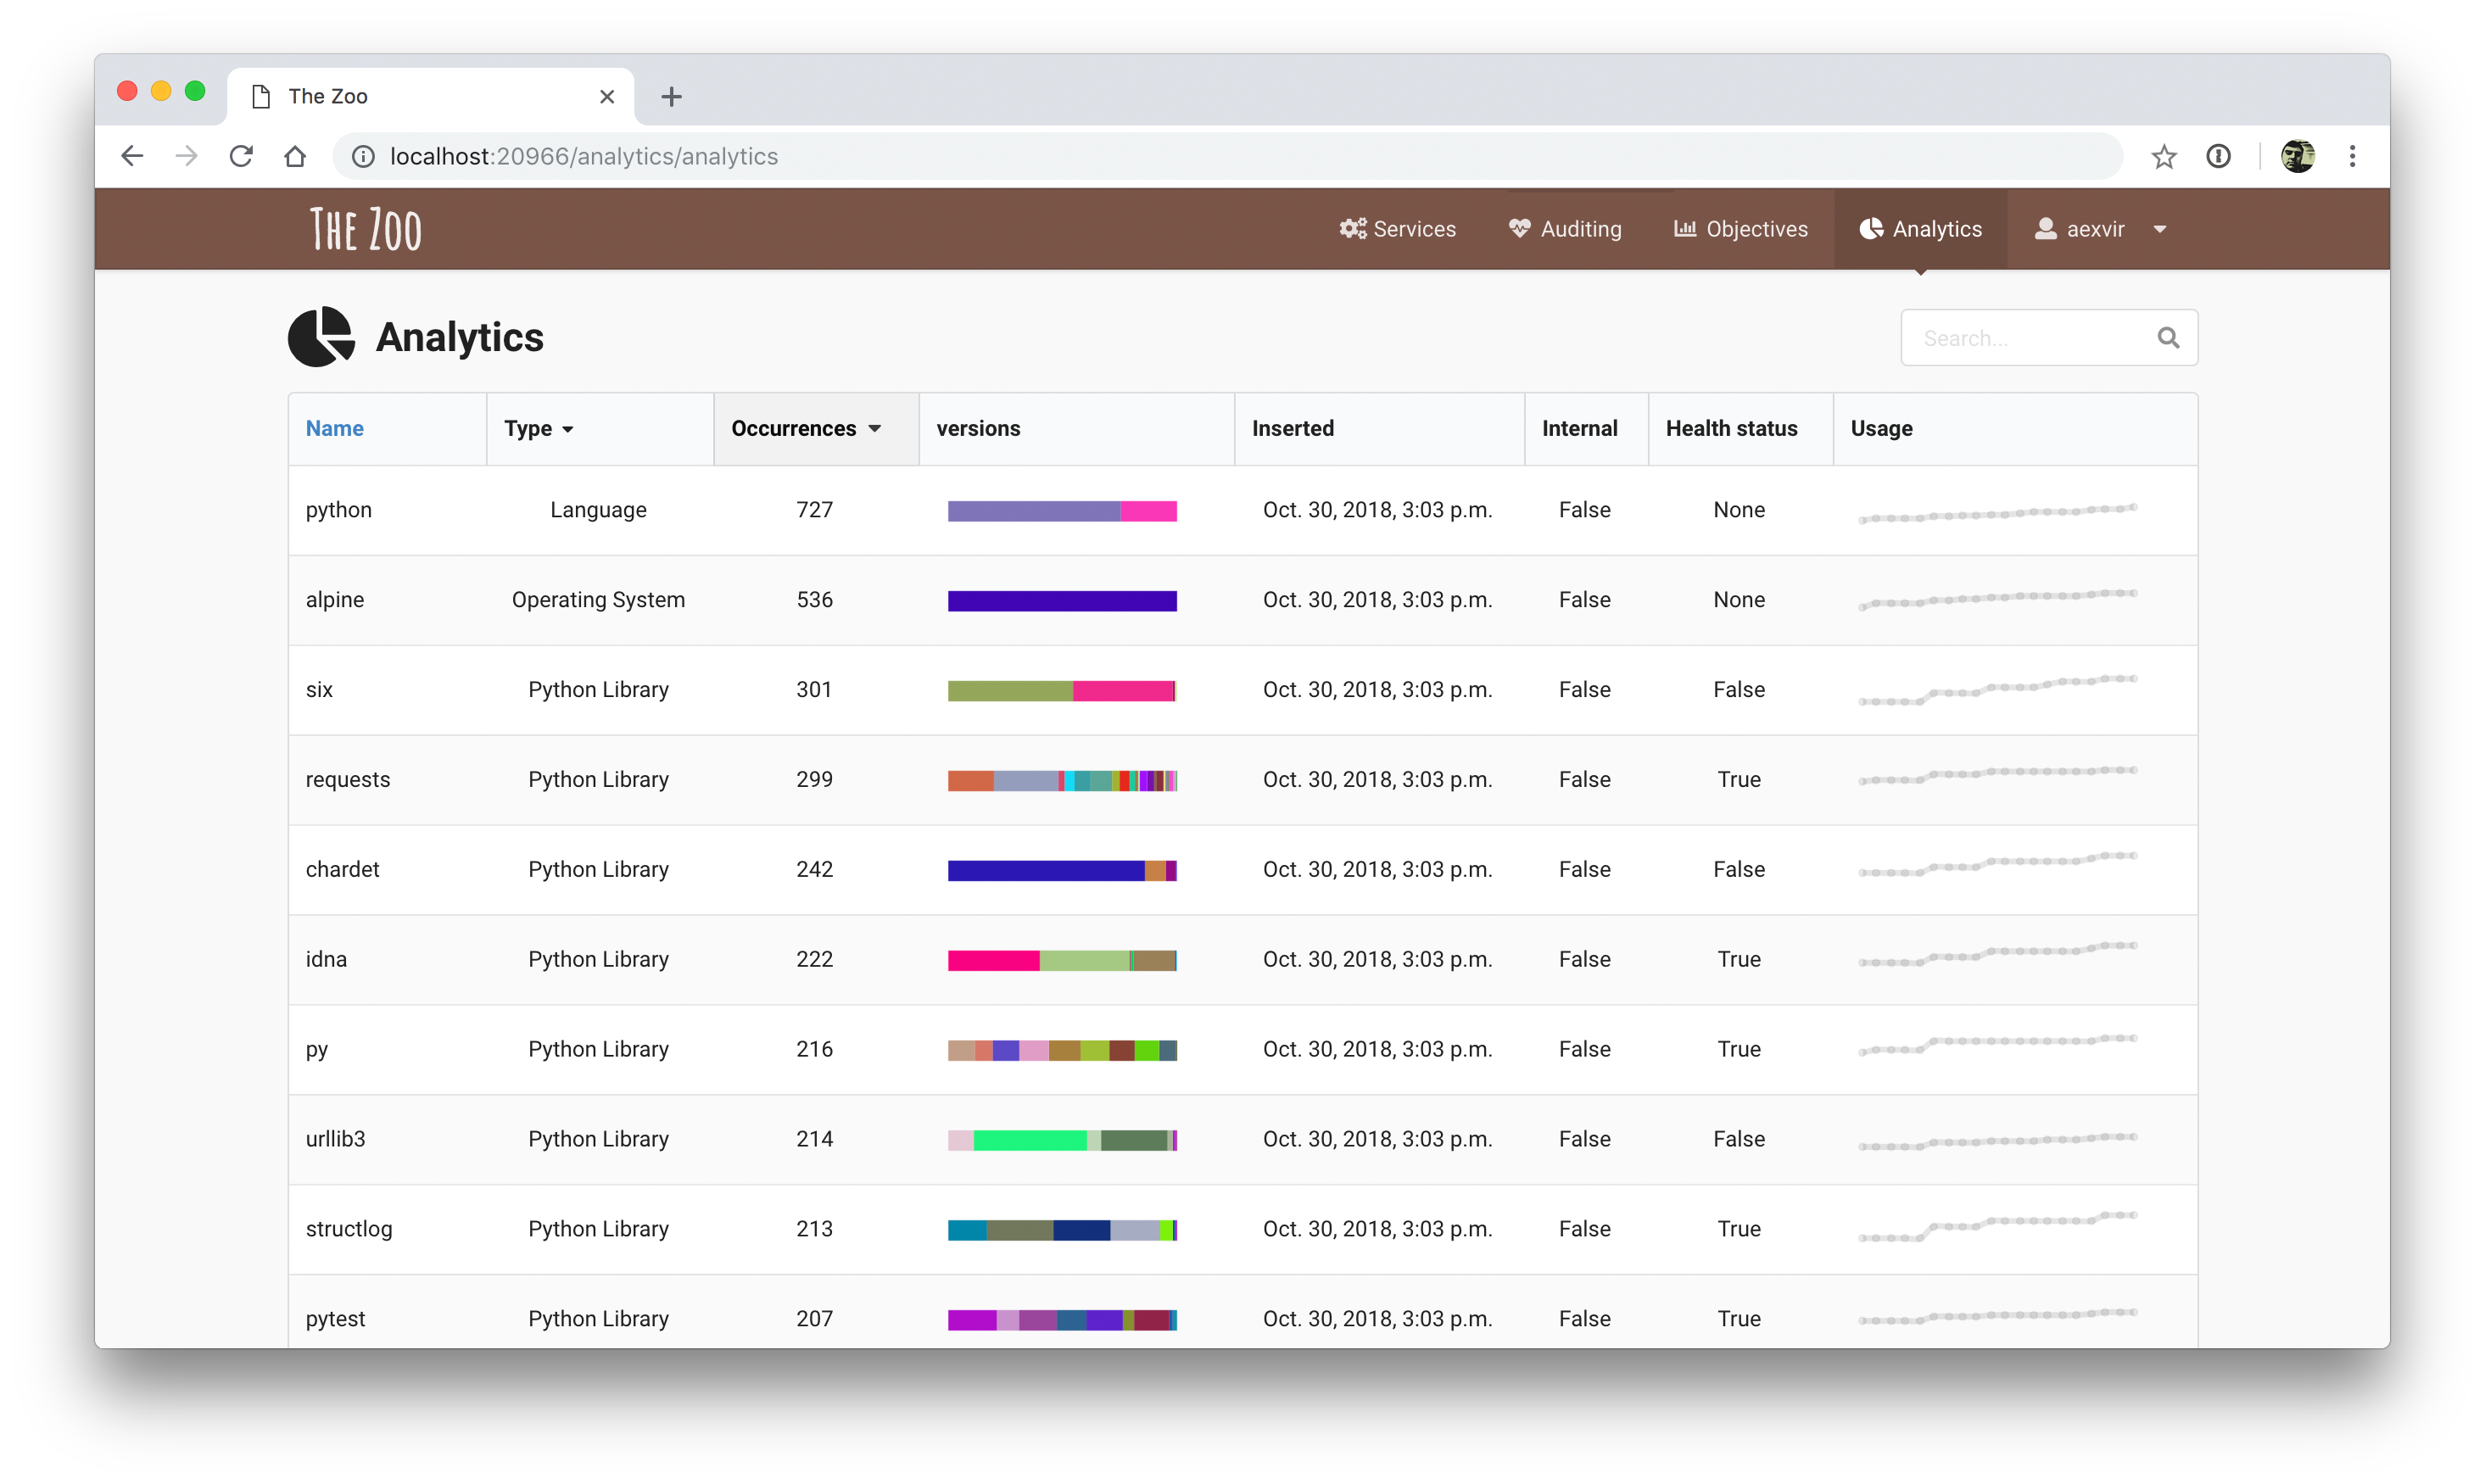 The Zoo
localhost:20966/analytics/analytics
The Zoo Services Auditing Objectives Analytics aexvir
Analytics Search...
Name Type Occurrences versions Inserted Internal Health status Usage
python Language 727 Oct. 30, 2018, 3:03 p.m. False None
alpine Operating System 536 Oct. 30, 2018, 3:03 p.m. False None
six Python Library 301 Oct. 30, 2018, 3:03 p.m. False False
requests Python Library 299 Oct. 30, 2018, 3:03 p.m. False True
chardet Python Library 242 Oct. 30, 2018, 3:03 p.m. False False
idna Python Library 222 Oct. 30, 2018, 3:03 p.m. False True
py Python Library 216 Oct. 30, 2018, 3:03 p.m. False True
urllib3 Python Library 214 Oct. 30, 2018, 3:03 p.m. False False
structlog Python Library 213 Oct. 30, 2018, 3:03 p.m. False True
pytest Python Library 207 Oct. 30, 2018, 3:03 p.m. False True